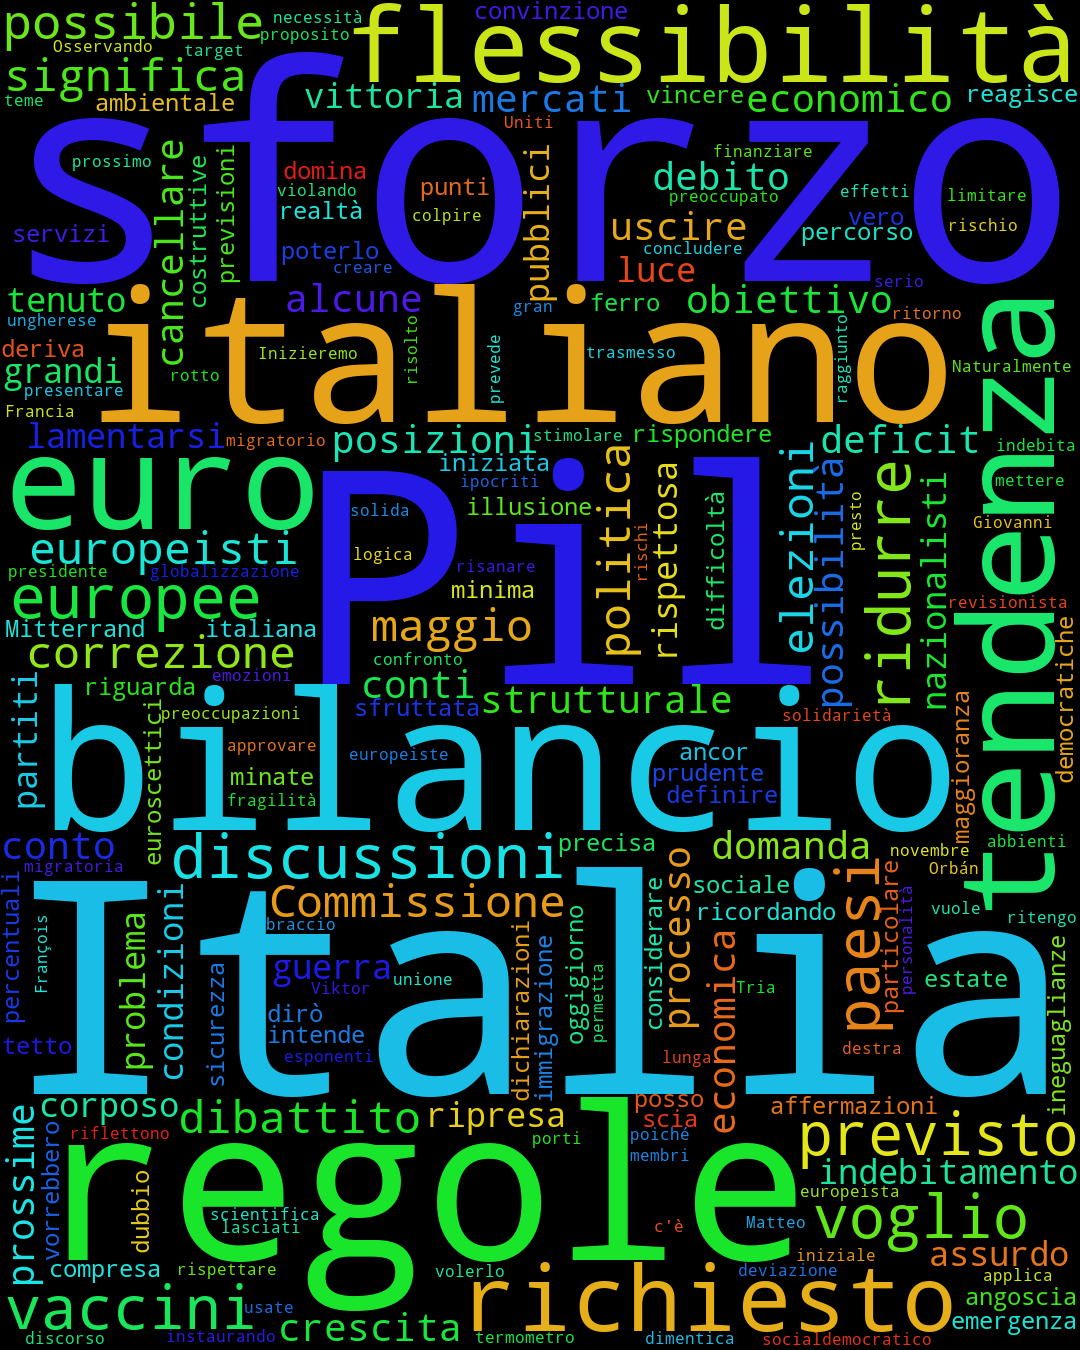 possibile
necessità
convinzione
flessibilità
proposito
Osservando
target
significa
teme
ambientale
vittoria
mercati
vincere
economico
reagisce
sforzo
Uniti
prossimo
cancellare
costruttive
previsioni
domina
violando
realtà
punti
colpire
pubblici
finanziare
debito
preoccupato
effetti
limitare
servizi
poterlo
creare
uscire
concludere
vero
percorso
rischio
luce
serio
tenuto
alcune
gran
ferro
obiettivo
ritorno
ungherese
italiano
deriva
grandi
presentare
rotto
Inizieremo
risolto
prevede
trasmesso
raggiunto
Naturalmente
Francia
tendenza
lamentarsi
migratorio
posizioni
stimolare
rispondere
deficit
indebita
euro
iniziata
ipocriti
illusione
Pil
politica
rischi
rispettosa
difficoltà
elezioni
possibilità
presto
ridurre
nazionalisti
mettere
solida
Giovanni
europeisti
logica
presidente
globalizzazione
risanare
minima
europee
revisionista
Mitterrand
italiana
maggio
correzione
confronto
democratiche
emozioni
conti
partiti
riguarda
euroscettici
preoccupazioni
sfruttata
strutturale
solidarietà
maggioranza
bilancio
approvare
europeiste
ancor
minate
prudente
fragilità
definire
conto
migratoria
discussioni
precisa
domanda
novembre
abbienti
Orbán
percentuali
Italia
Commissione
processo
sociale
paesi
particolare
personalità
vuole
ritengo
François
problema
condizioni
braccio
ricordando
considerare
economica
guerra
Viktor
unione
sicurezza
dichiarazioni
immigrazione
oggigiorno
permetta
Tria
estate
ineguaglianze
dirò
intende
tetto
esponenti
lunga
destra
corposo
dibattito
ripresa
posso
scia
affermazioni
prossime
vorrebbero
riflettono
regole
porti
poiché
membri
previsto
indebitamento
dubbio
europeista
scientifica
lasciati
c'è
Matteo
voglio
compresa
rispettare
volerlo
iniziale
deviazione
assurdo
applica
vaccini
usate
richiesto
angoscia
emergenza
discorso
instaurando
crescita
termometro
dimentica
socialdemocratico